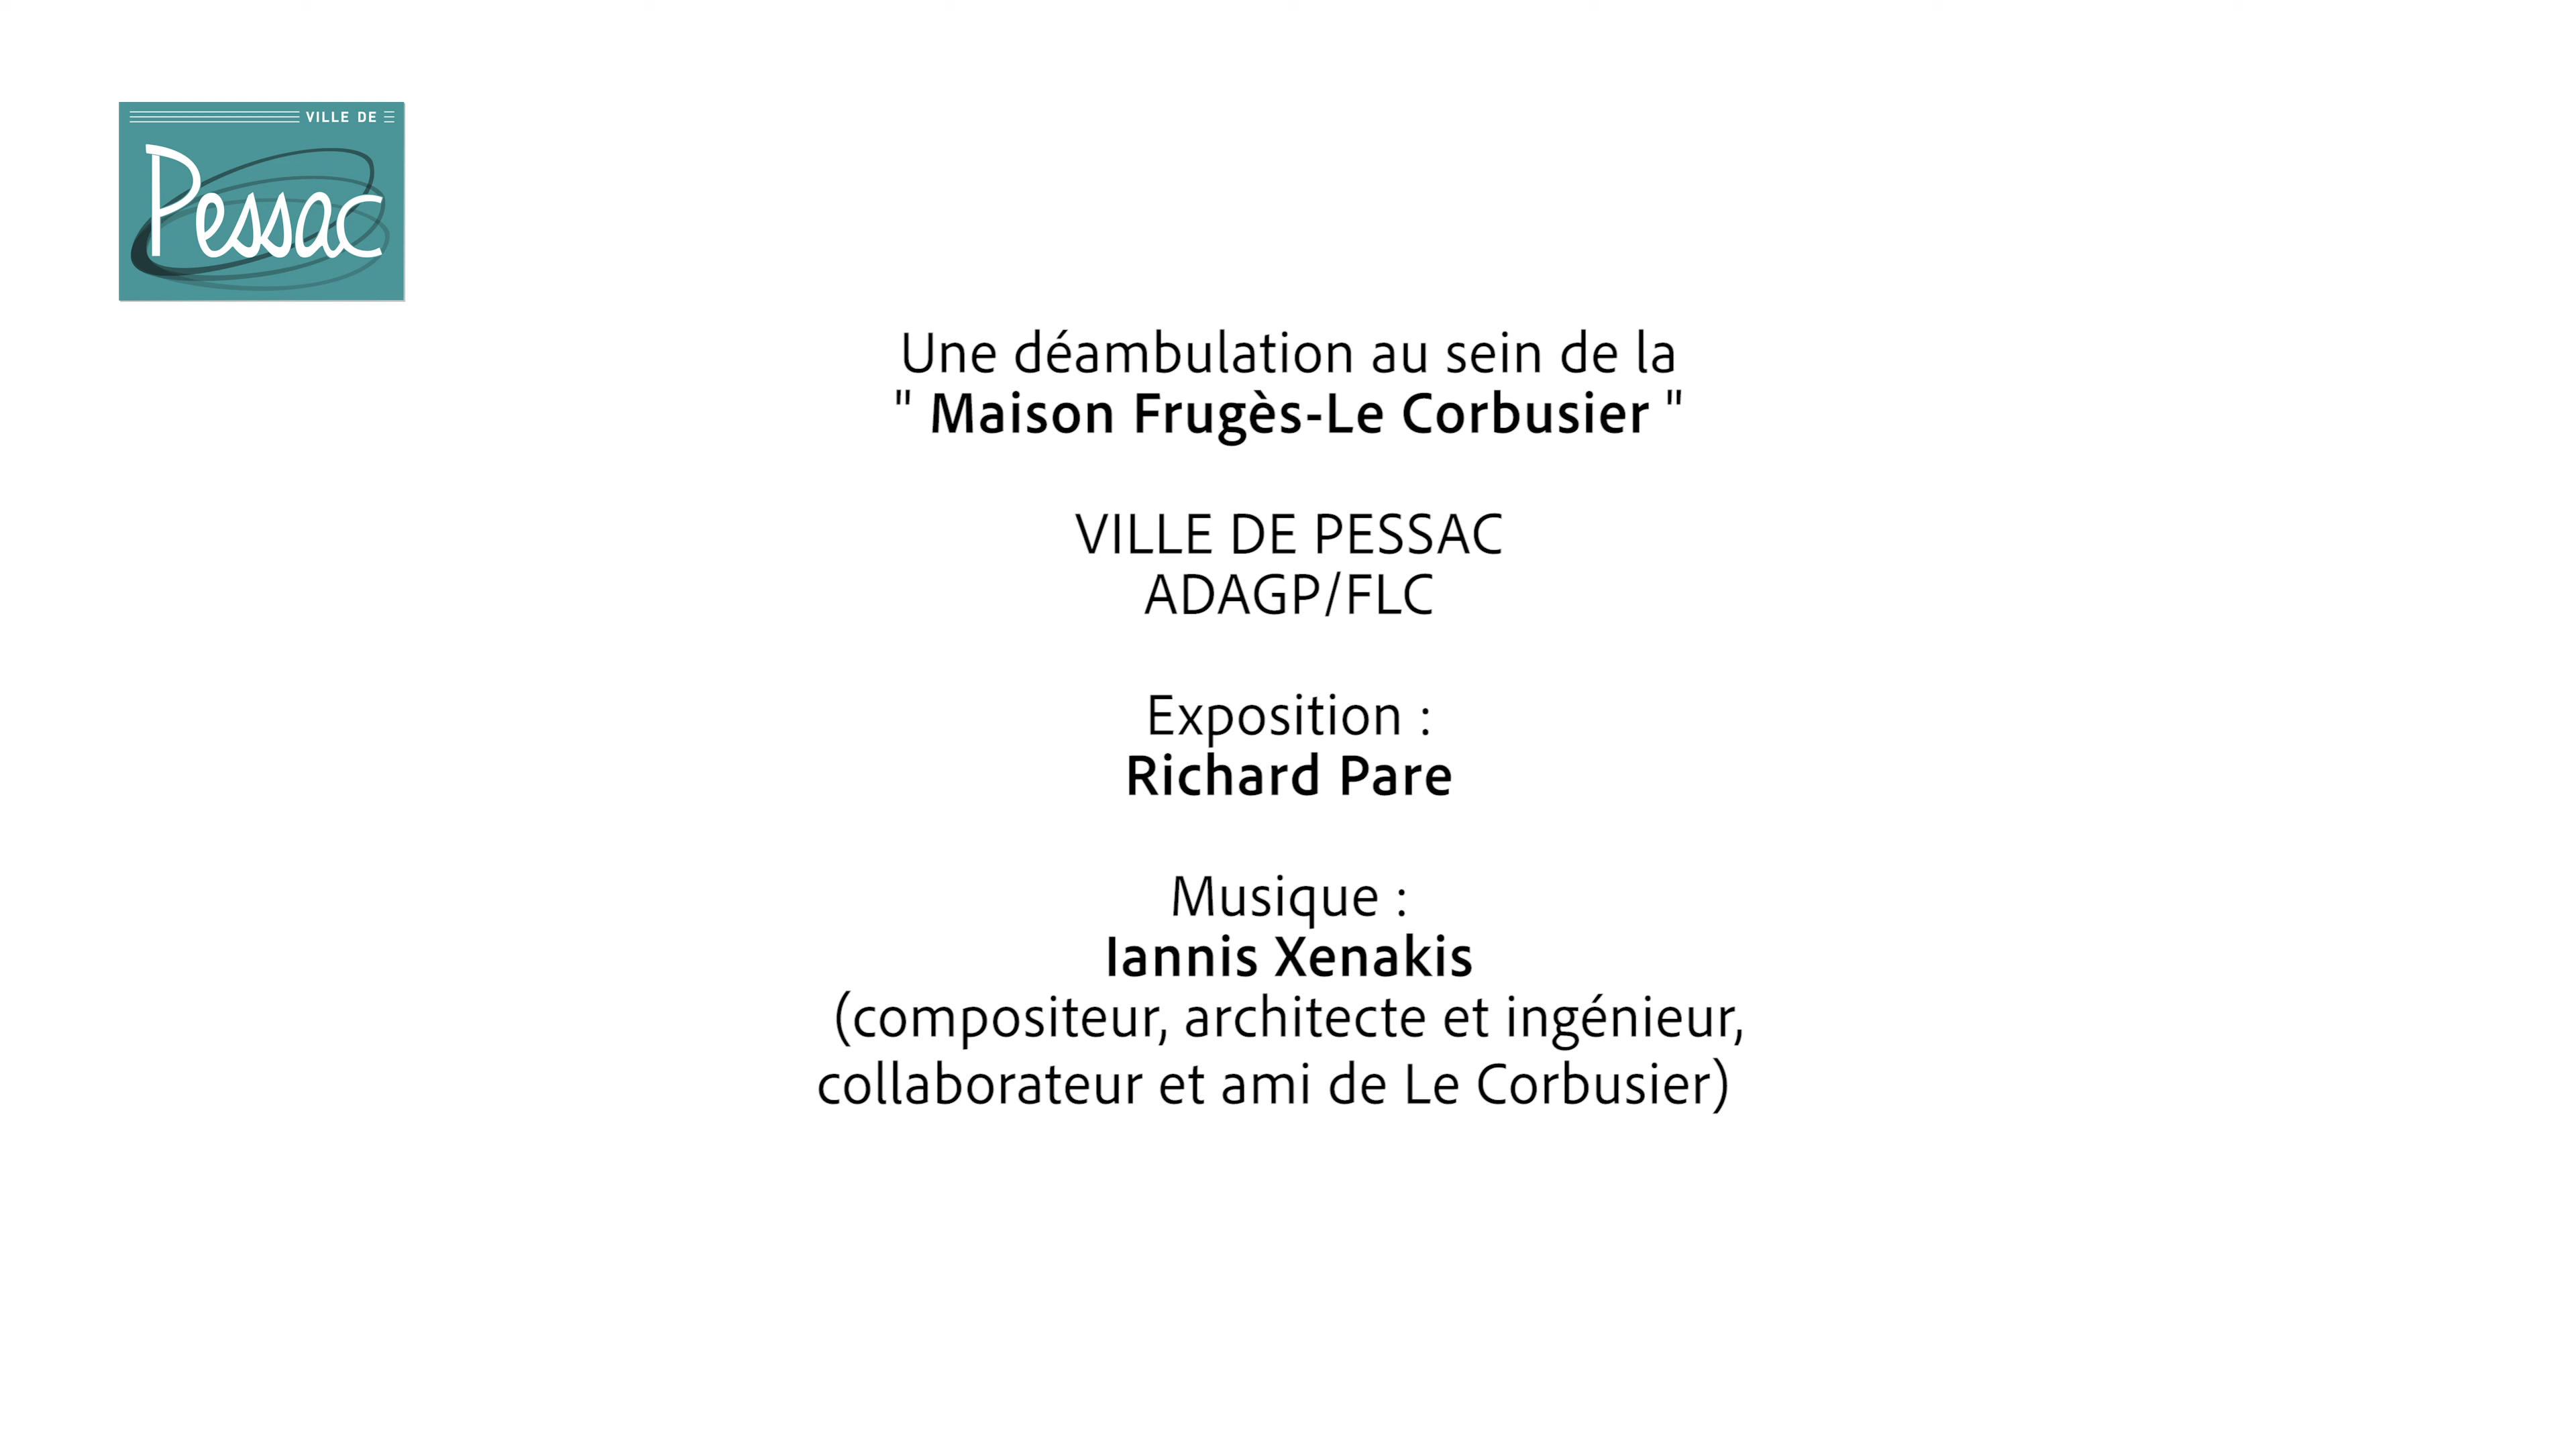 VILLE DE
Pessac
Une déambulation au sein de la
" Maison Frugès-Le Corbusier "
VILLE DE PESSAC
ADAGP/FLC
Exposition :
Richard Pare
Musique :
Iannis Xenakis
(compositeur, architecte et ingénieur,
collaborateur et ami de Le Corbusier)